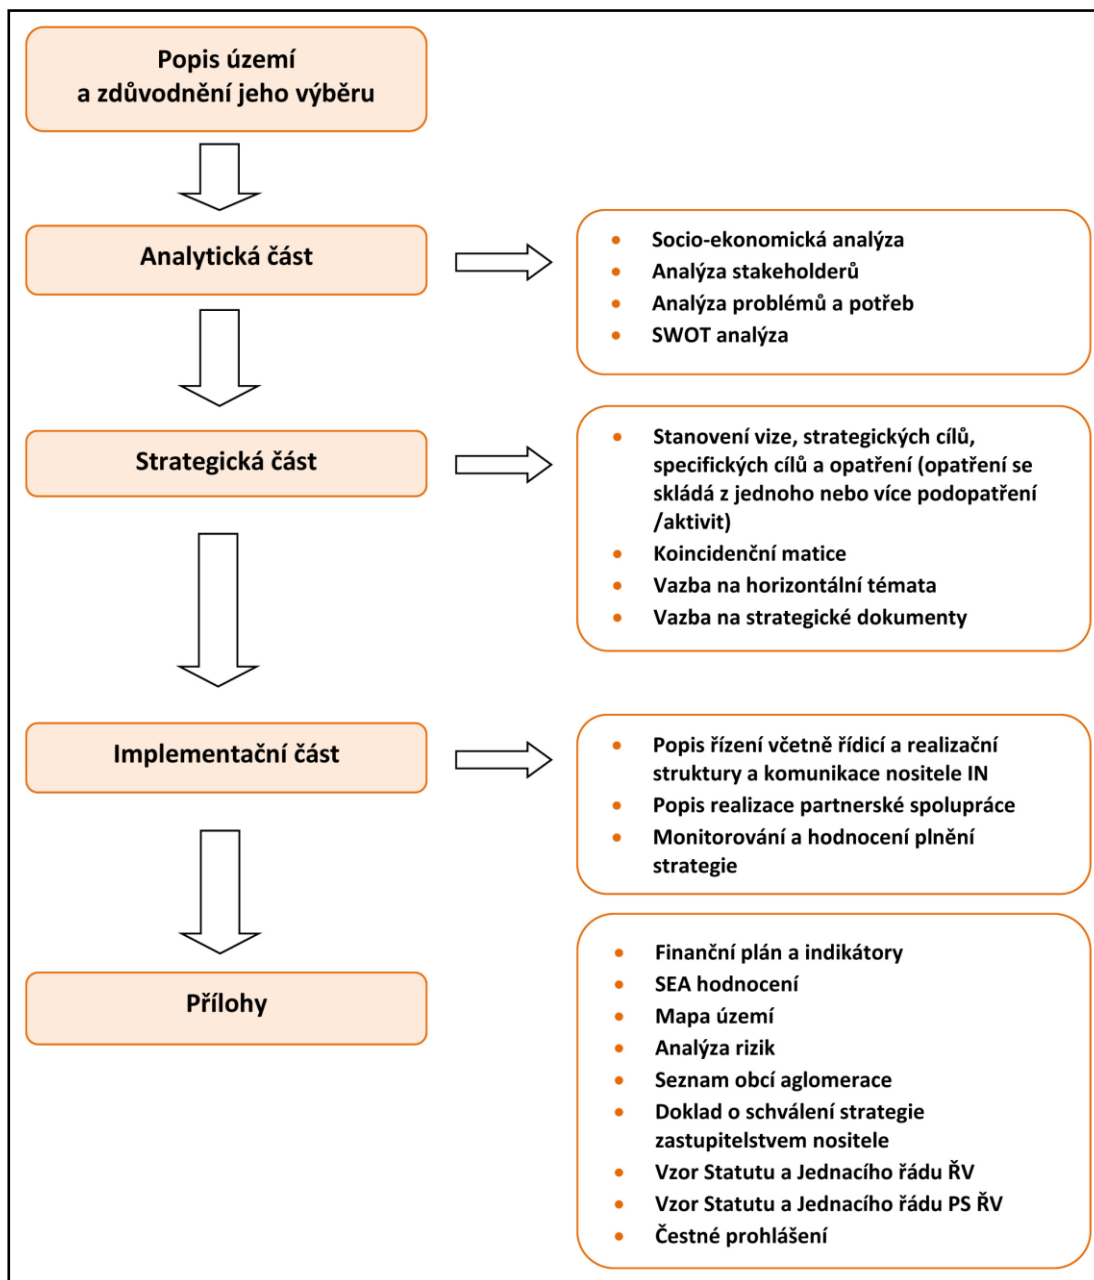 Popis území
a zdůvodnění jeho výběru
Analytická část
• Socio-ekonomická analýza
• Analýza stakeholderů
• Analýza problémů a potřeb
• SWOT analýza
Strategická část
• Stanovení vize, strategických cílů,
specifických cílů a opatření (opatření se
skládá z jednoho nebo více podopatření
/aktivit)
• Koincidenční matice
• Vazba na horizontální témata
• Vazba na strategické dokumenty
Implementační část
• Popis řízení včetně řídicí a realizační
struktury a komunikace nositele IN
• Popis realizace partnerské spolupráce
• Monitorování a hodnocení plnění
strategie
Přílohy
• Finanční plán a indikátory
• SEA hodnocení
• Mapa území
• Analýza rizik
• Seznam obcí aglomerace
• Doklad o schválení strategie
zastupitelstvem nositele
• Vzor Statutu a Jednacího řádu ŘV
• Vzor Statutu a Jednacího řádu PS ŘV
• Čestné prohlášení